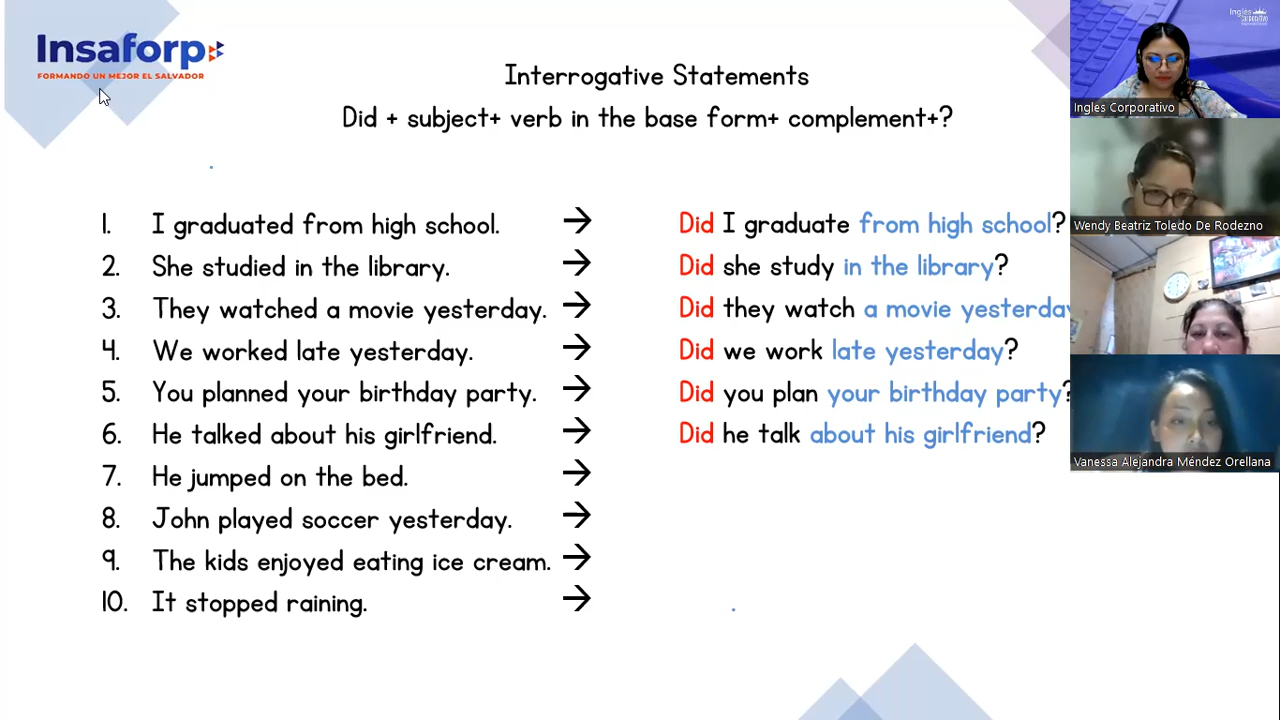 Insaforp
FORMANDO UN MEJOR EL SALVADOR
Interrogative Statements
Did + subject+ verb in the base form+ complement+?
1. I graduated from high school. → Did I graduate from high school?
2. She studied in the library. → Did she study in the library?
3. They watched a movie yesterday. → Did they watch a movie yesterday
4. We worked late yesterday. → Did we work late yesterday?
5. You planned your birthday party. → Did you plan your birthday party?
6. He talked about his girlfriend. → Did he talk about his girlfriend?
7. He jumped on the bed. →
8. John played soccer yesterday. →
9. The kids enjoyed eating ice cream. →
10. It stopped raining. →
Ingles Corporativo
Wendy Beatriz Toledo De Rodezno
Vanessa Alejandra Méndez Orellana